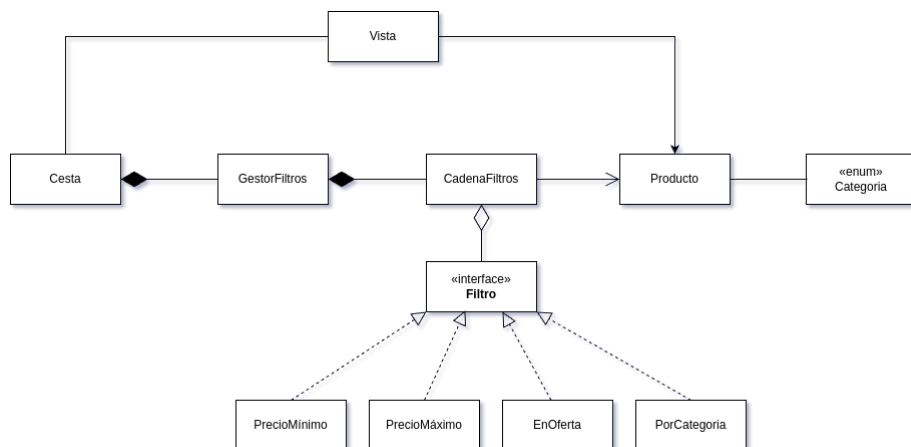 Vista
Cesta
GestorFiltros
CadenaFiltros
Producto
«enum»
Categoria
«interface»
Filtro
PrecioMínimo
PrecioMáximo
EnOferta
PorCategoria